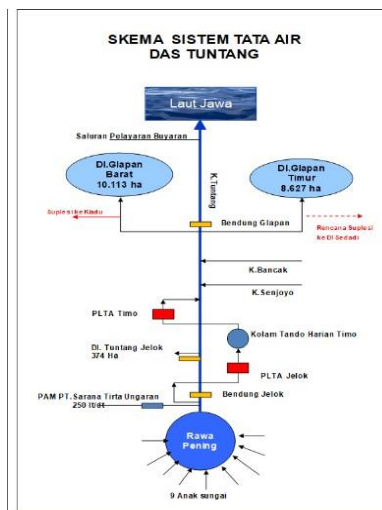 SKEMA SISTEM TATA AIR
DAS TUNTANG
Laut Jawa
Saluran Pelayaran Buyaran
DI.Glapan
Barat
10.113 ha
K.Tuntang
DI.Glapan
Timur
8.627 ha
Suplesi ke
Bendung Glapan
Rencana Suplesi
ke DI Sedadi
K.Bancak
K.Senjoyo
PLTA Timo
Kolam Tando Harian Timo
DI. Tuntang Jelok
374 Ha
PLTA Jelok
PAM PT. Sarana Tirta Ungaran
250 lt/dt
Bendung Jelok
Rawa
Pening
9 Anak sungai